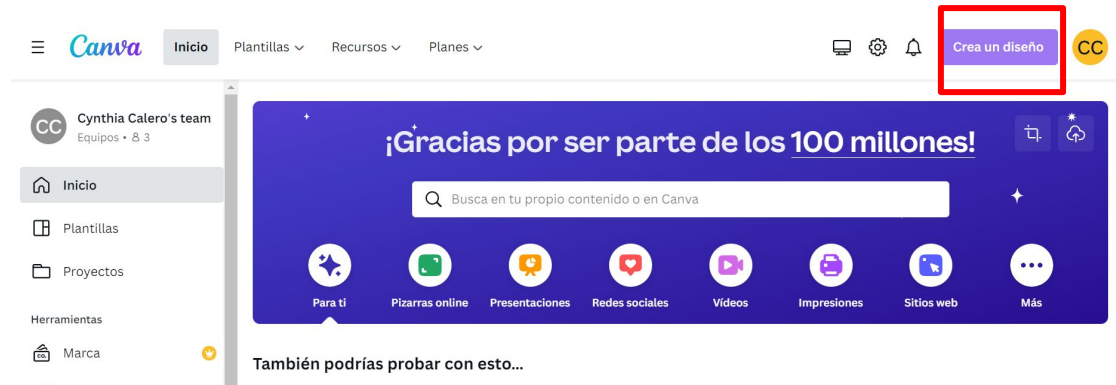 Canva
Inicio
Plantillas
Recursos
Planes
Crea un diseño
CC
CC
Cynthia Calero's team
Equipos • 3
Inicio
Plantillas
Proyectos
Herramientas
CO.
Marca
¡Gracias por ser parte de los 100 millones!
Busca en tu propio contenido o en Canva
Para ti
Pizarras online
Presentaciones
Redes sociales
Vídeos
Impresiones
Sitios web
Más
También podrías probar con esto...